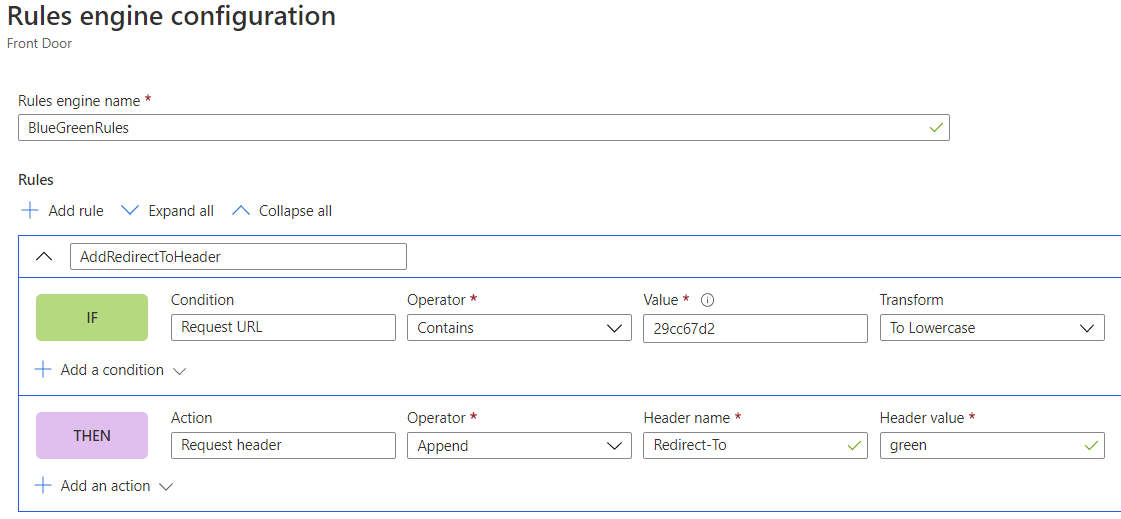 Rules engine configuration
Front Door
Rules engine name *
BlueGreenRules
Rules
Add rule Expand all Collapse all
AddRedirectToHeader
IF
Condition Operator * Value * Transform
Request URL Contains 29cc67d2 To Lowercase
Add a condition
THEN
Action Operator * Header name * Header value *
Request header Append Redirect-To green
Add an action